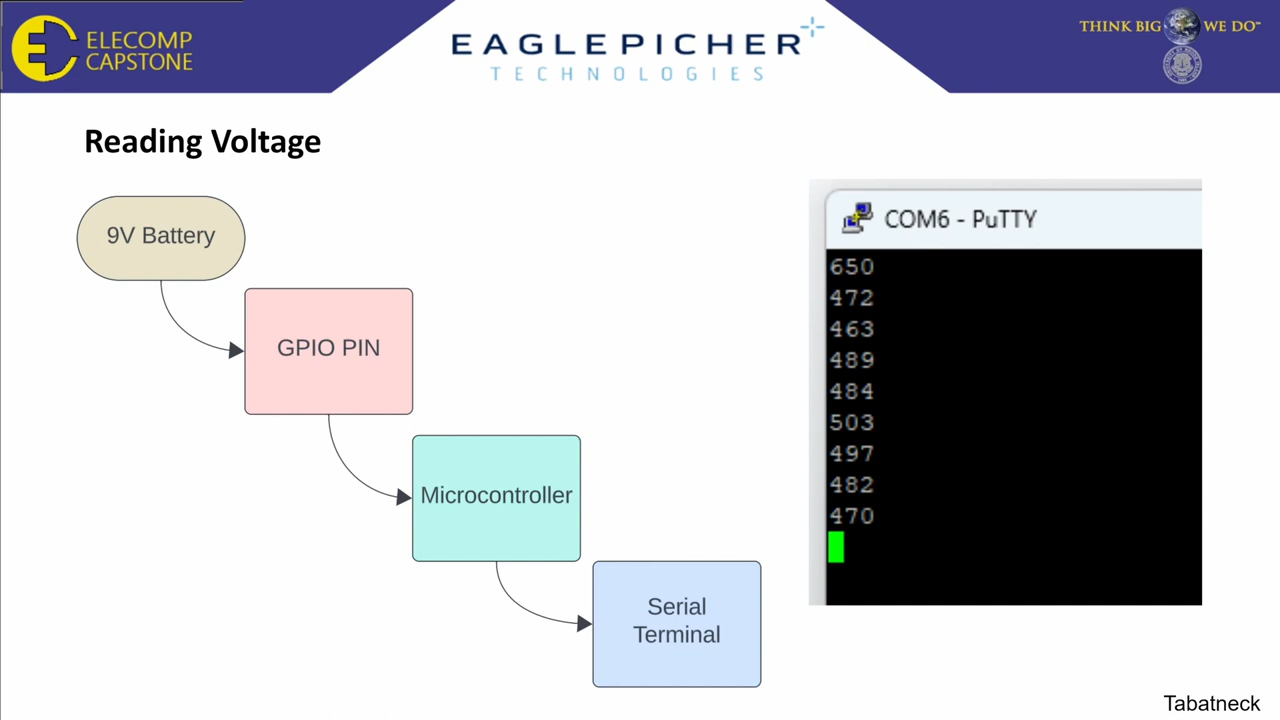 ELECOMP
CAPSTONE
EAGLEPICHER
TECHNOLOGIES
THINK BIG WE DO
Reading Voltage
9V Battery
GPIO PIN
Microcontroller
Serial
Terminal
COM6 - PuTTY
650
472
463
489
484
503
497
482
470
Tabatneck